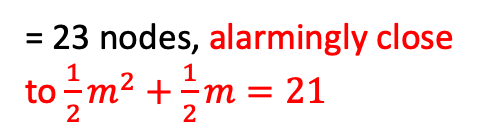 = 23 nodes, alarmingly close
to ½m² + ½m = 21